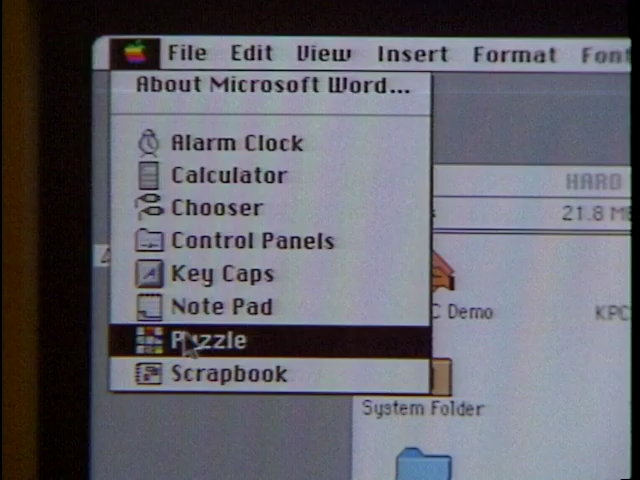 File Edit View Insert Format Font
About Microsoft Word...
Alarm Clock
Calculator
Chooser
Control Panels
Key Caps
Note Pad
Puzzle
Scrapbook
HARD
21.8 MB
C Demo
KPC
System Folder